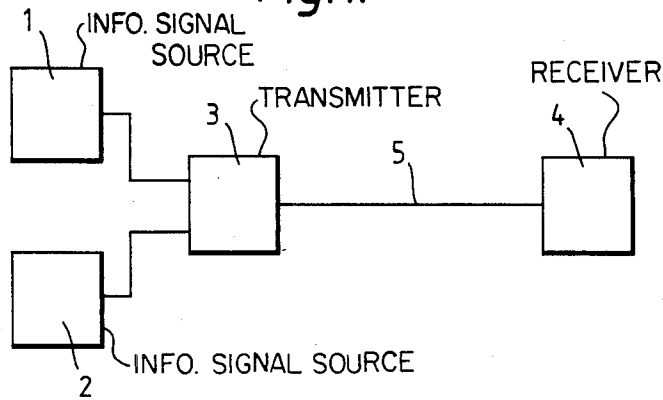 1
INFO. SIGNAL
SOURCE
RECEIVER
3
TRANSMITTER
4
5
2
INFO. SIGNAL SOURCE